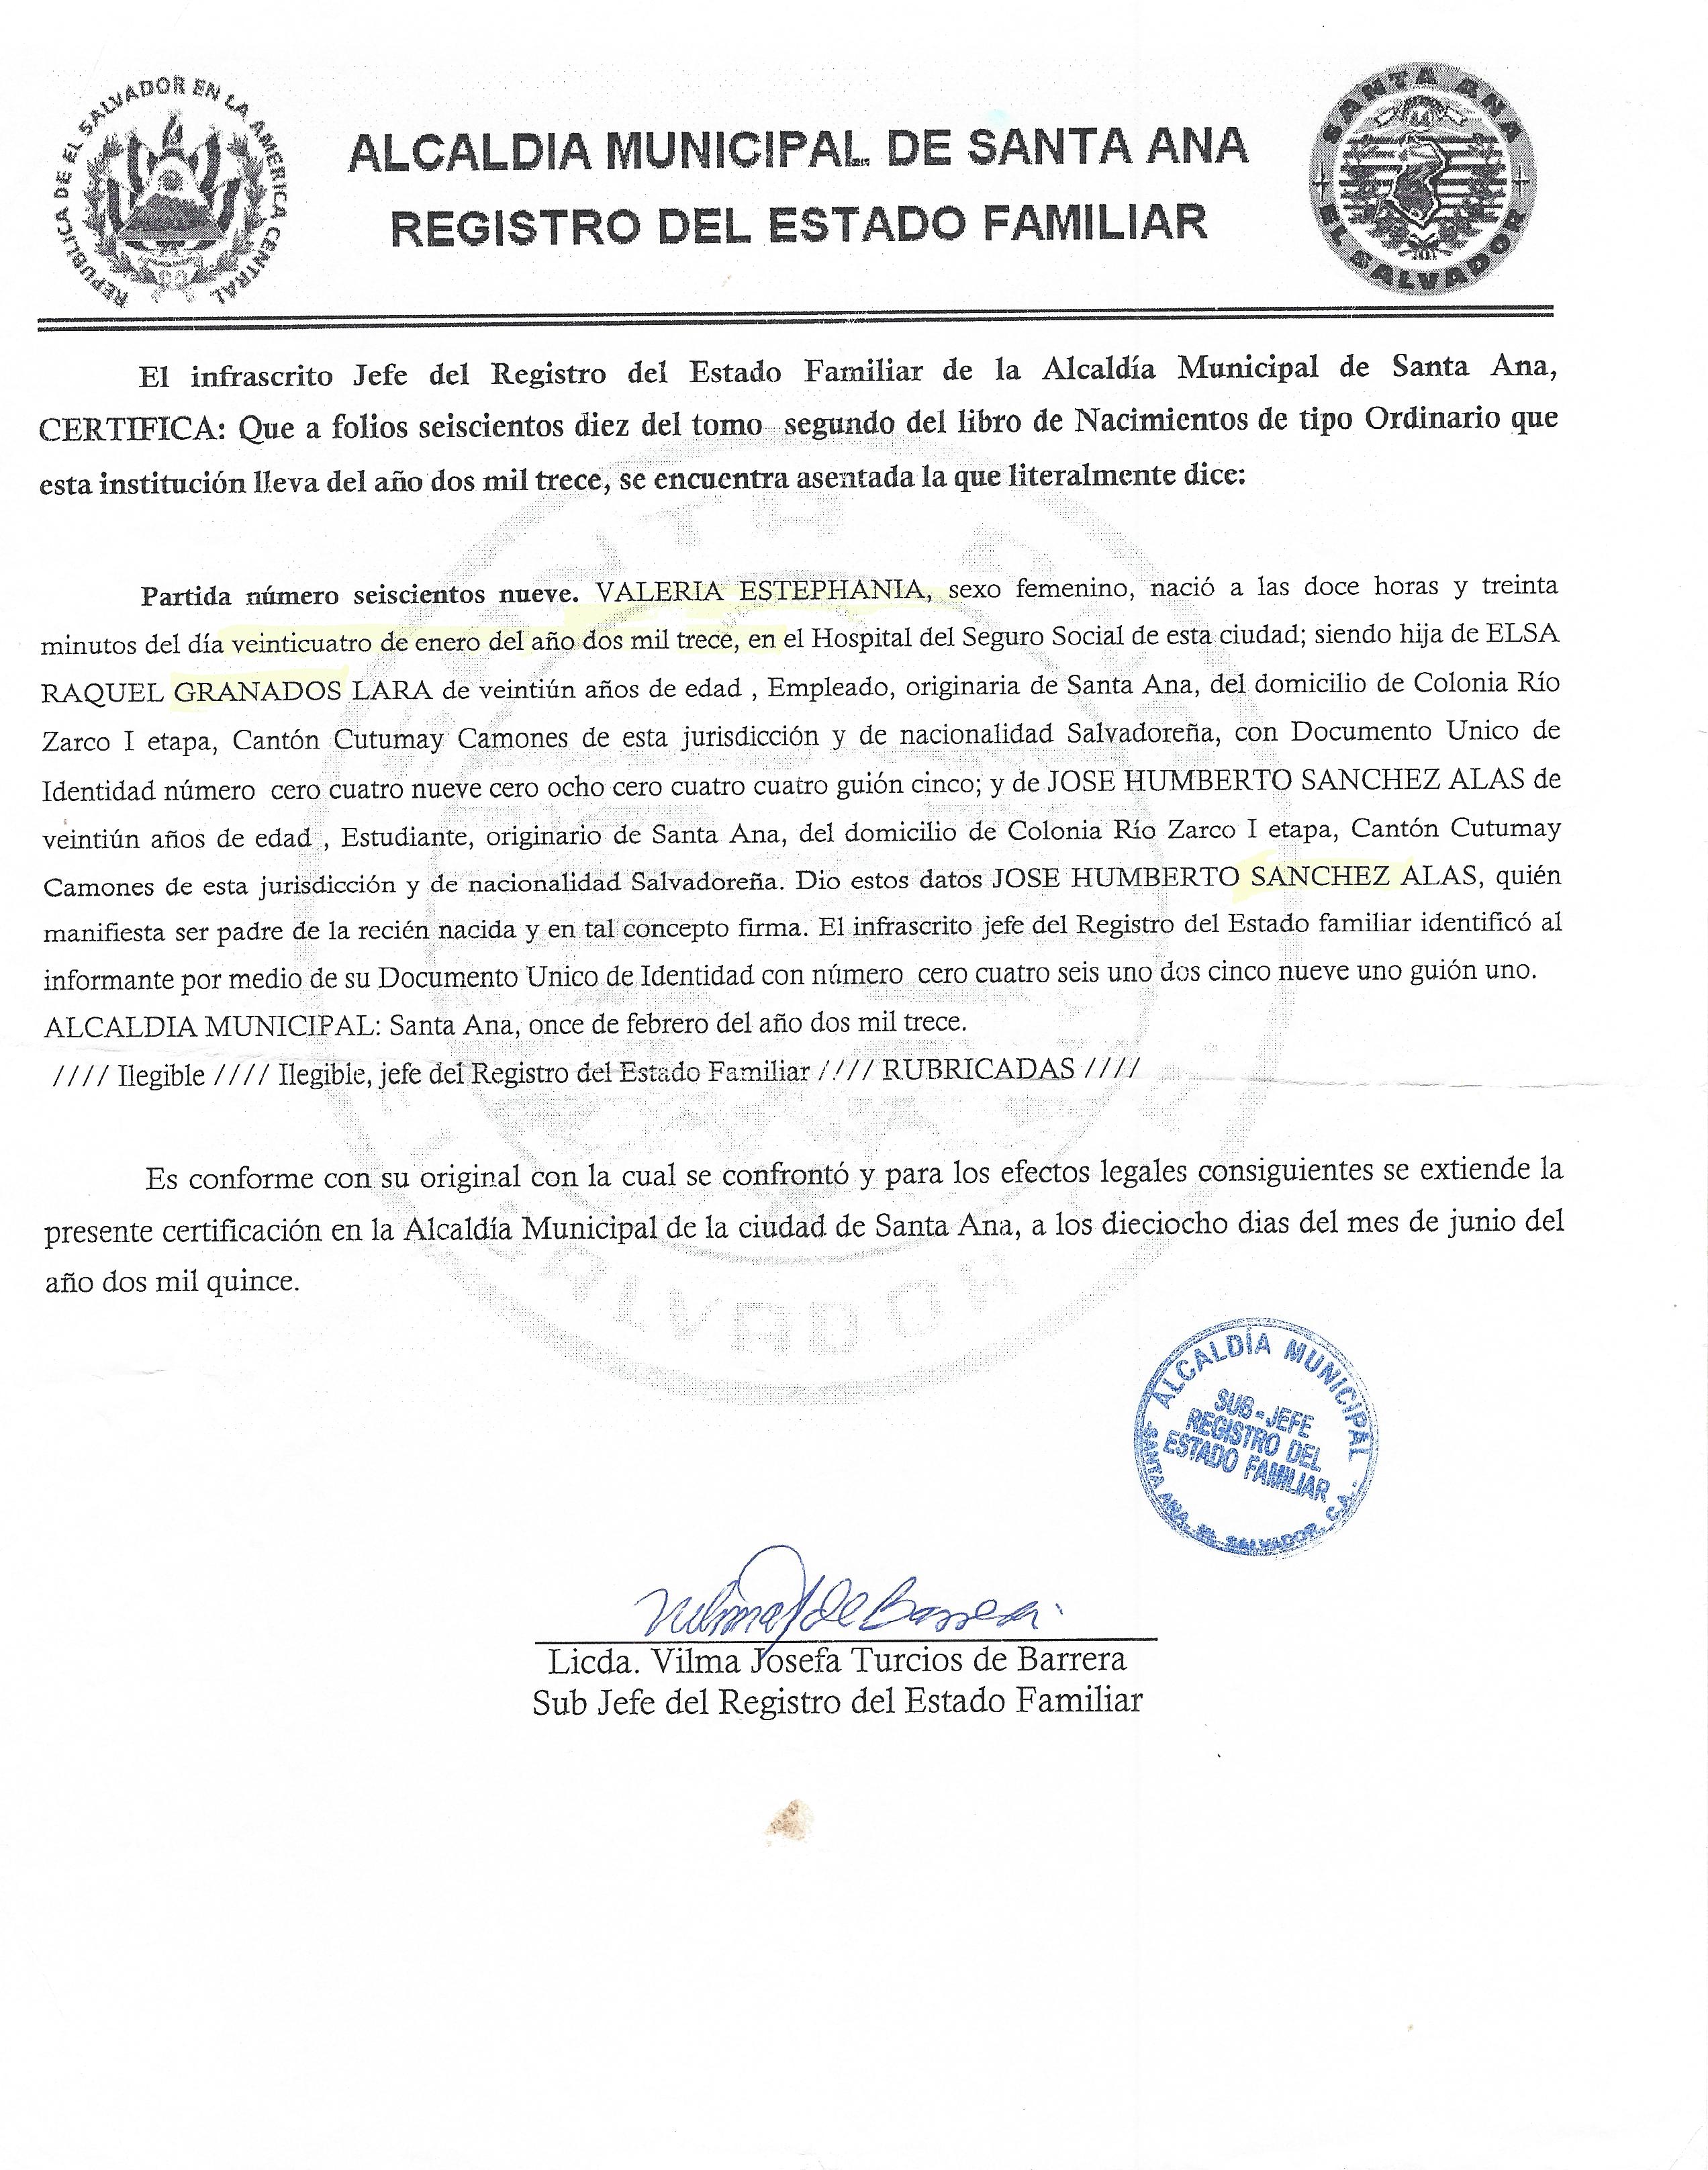 REPUBLICA DE EL SALVADOR EN LA AMERICA CENTRAL
SANTA ANA
EL SALVADOR
ALCALDIA MUNICIPAL DE SANTA ANA
REGISTRO DEL ESTADO FAMILIAR
El infrascrito Jefe del Registro del Estado Familiar de la Alcaldía Municipal de Santa Ana,
CERTIFICA: Que a folios seiscientos diez del tomo segundo del libro de Nacimientos de tipo Ordinario que
esta institución lleva del año dos mil trece, se encuentra asentada la que literalmente dice:
Partida número seiscientos nueve. VALERIA ESTEPHANIA, sexo femenino, nació a las doce horas y treinta
minutos del día veinticuatro de enero del año dos mil trece, en el Hospital del Seguro Social de esta ciudad; siendo hija de ELSA
RAQUEL GRANADOS LARA de veintiún años de edad , Empleado, originaria de Santa Ana, del domicilio de Colonia Río
Zarco I etapa, Cantón Cutumay Camones de esta jurisdicción y de nacionalidad Salvadoreña, con Documento Unico de
Identidad número cero cuatro nueve cero ocho cero cuatro cuatro guión cinco; y de JOSE HUMBERTO SANCHEZ ALAS de
veintiún años de edad , Estudiante, originario de Santa Ana, del domicilio de Colonia Río Zarco I etapa, Cantón Cutumay
Camones de esta jurisdicción y de nacionalidad Salvadoreña. Dio estos datos JOSE HUMBERTO SANCHEZ ALAS, quién
manifiesta ser padre de la recién nacida y en tal concepto firma. El infrascrito jefe del Registro del Estado familiar identificó al
informante por medio de su Documento Unico de Identidad con número cero cuatro seis uno dos cinco nueve uno guión uno.
ALCALDIA MUNICIPAL: Santa Ana, once de febrero del año dos mil trece.
//// Ilegible //// Ilegible, jefe del Registro del Estado Familiar //// RUBRICADAS ////
Es conforme con su original con la cual se confrontó y para los efectos legales consiguientes se extiende la
presente certificación en la Alcaldía Municipal de la ciudad de Santa Ana, a los dieciocho dias del mes de junio del
año dos mil quince.
ALCALDÍA MUNICIPAL
SUB-JEFE
REGISTRO DEL
ESTADO FAMILIAR
SANTA ANA, EL SALVADOR, C.A.
Vilma J de Barrera
Licda. Vilma Josefa Turcios de Barrera
Sub Jefe del Registro del Estado Familiar